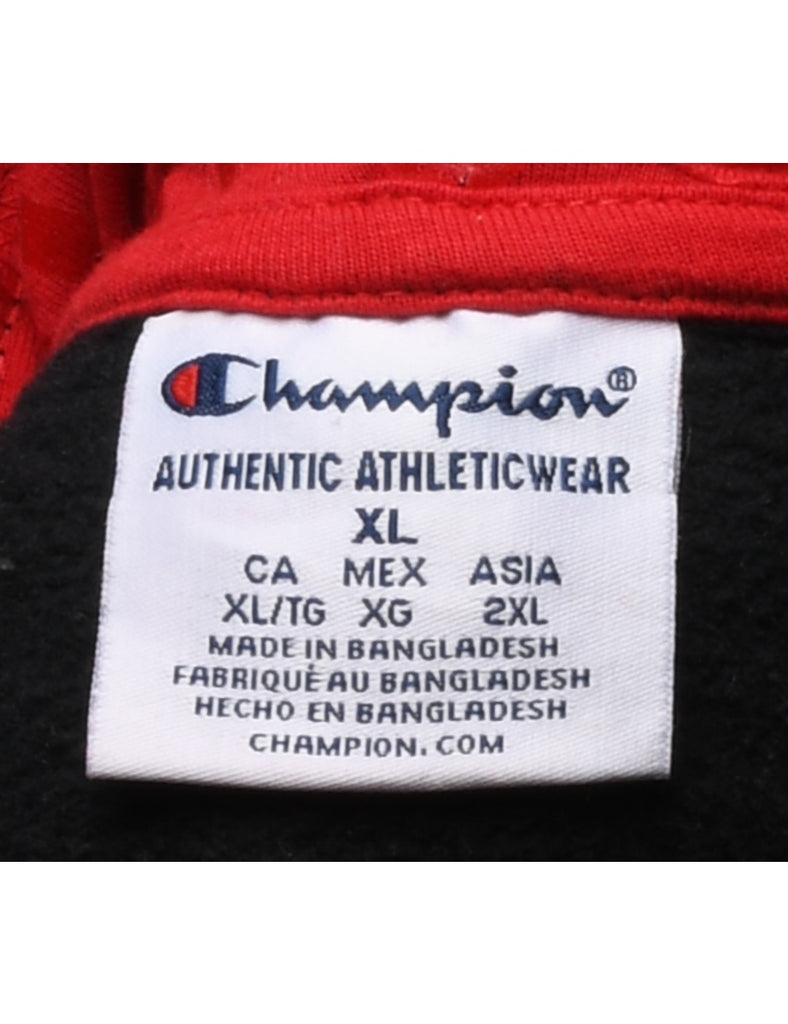 Champion®
AUTHENTIC ATHLETICWEAR
XL
CA MEX ASIA
XL/TG XG 2XL
MADE IN BANGLADESH
FABRIQUÉ AU BANGLADESH
HECHO EN BANGLADESH
CHAMPION.COM